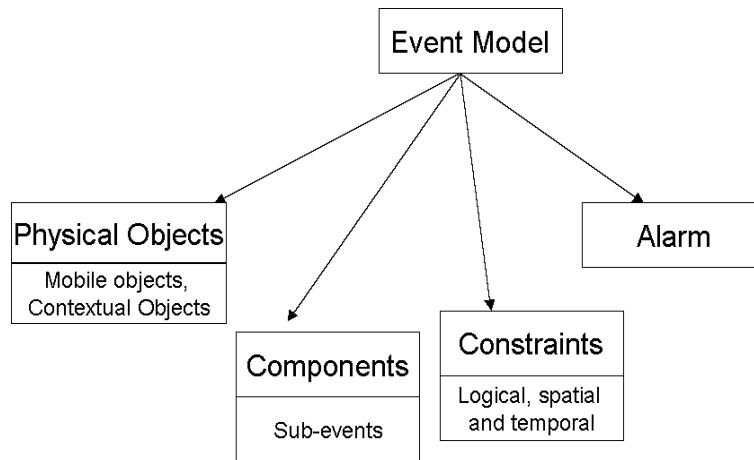 Event Model
Physical Objects
Mobile objects,
Contextual Objects
Components
Sub-events
Constraints
Logical, spatial
and temporal
Alarm